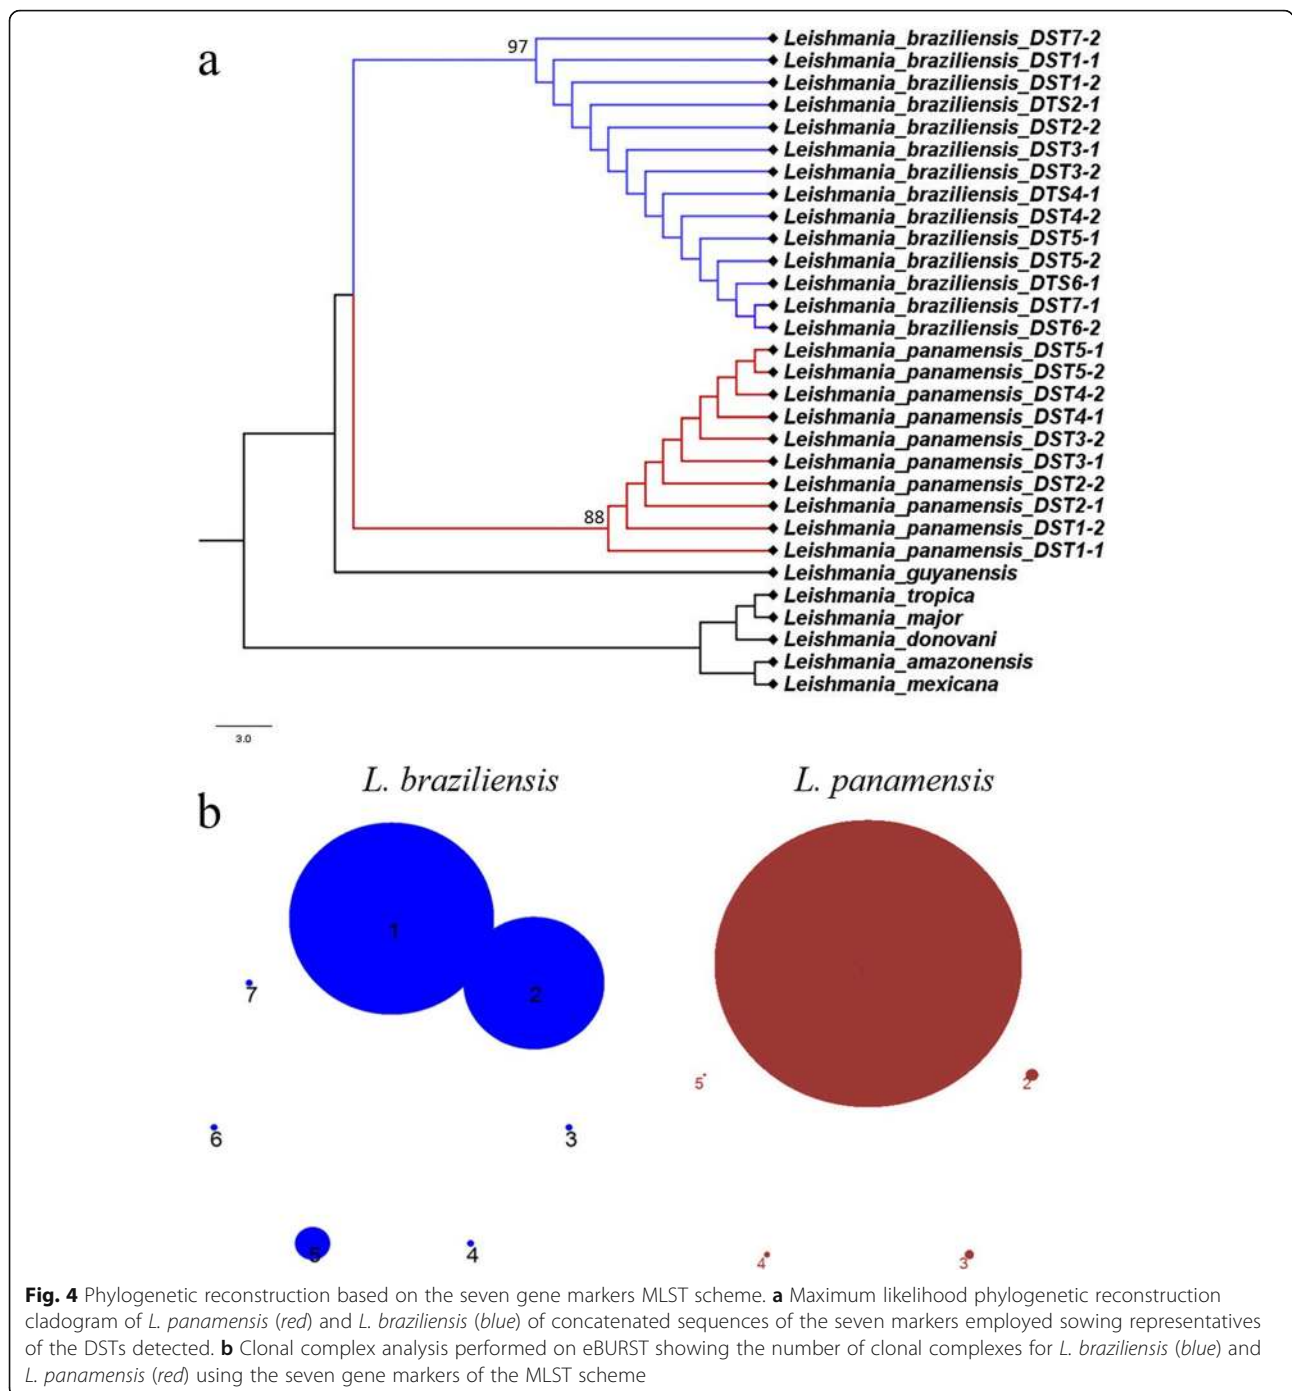 a
97
Leishmania_braziliensis_DST7-2
Leishmania_braziliensis_DST1-1
Leishmania_braziliensis_DST1-2
Leishmania_braziliensis_DTS2-1
Leishmania_braziliensis_DST2-2
Leishmania_braziliensis_DST3-1
Leishmania_braziliensis_DST3-2
Leishmania_braziliensis_DTS4-1
Leishmania_braziliensis_DST4-2
Leishmania_braziliensis_DST5-1
Leishmania_braziliensis_DST5-2
Leishmania_braziliensis_DTS6-1
Leishmania_braziliensis_DST7-1
Leishmania_braziliensis_DST6-2
Leishmania_panamensis_DST5-1
Leishmania_panamensis_DST5-2
Leishmania_panamensis_DST4-2
Leishmania_panamensis_DST4-1
Leishmania_panamensis_DST3-2
Leishmania_panamensis_DST3-1
Leishmania_panamensis_DST2-2
Leishmania_panamensis_DST2-1
88
Leishmania_panamensis_DST1-2
Leishmania_panamensis_DST1-1
Leishmania_guyanensis
Leishmania_tropica
Leishmania_major
Leishmania_donovani
Leishmania_amazonensis
Leishmania_mexicana
3.0
b
L. braziliensis
1
2
7
6
3
5
4
L. panamensis
5
2
4
3
Fig. 4 Phylogenetic reconstruction based on the seven gene markers MLST scheme. a Maximum likelihood phylogenetic reconstruction
cladogram of L. panamensis (red) and L. braziliensis (blue) of concatenated sequences of the seven markers employed sowing representatives
of the DSTs detected. b Clonal complex analysis performed on eBURST showing the number of clonal complexes for L. braziliensis (blue) and
L. panamensis (red) using the seven gene markers of the MLST scheme